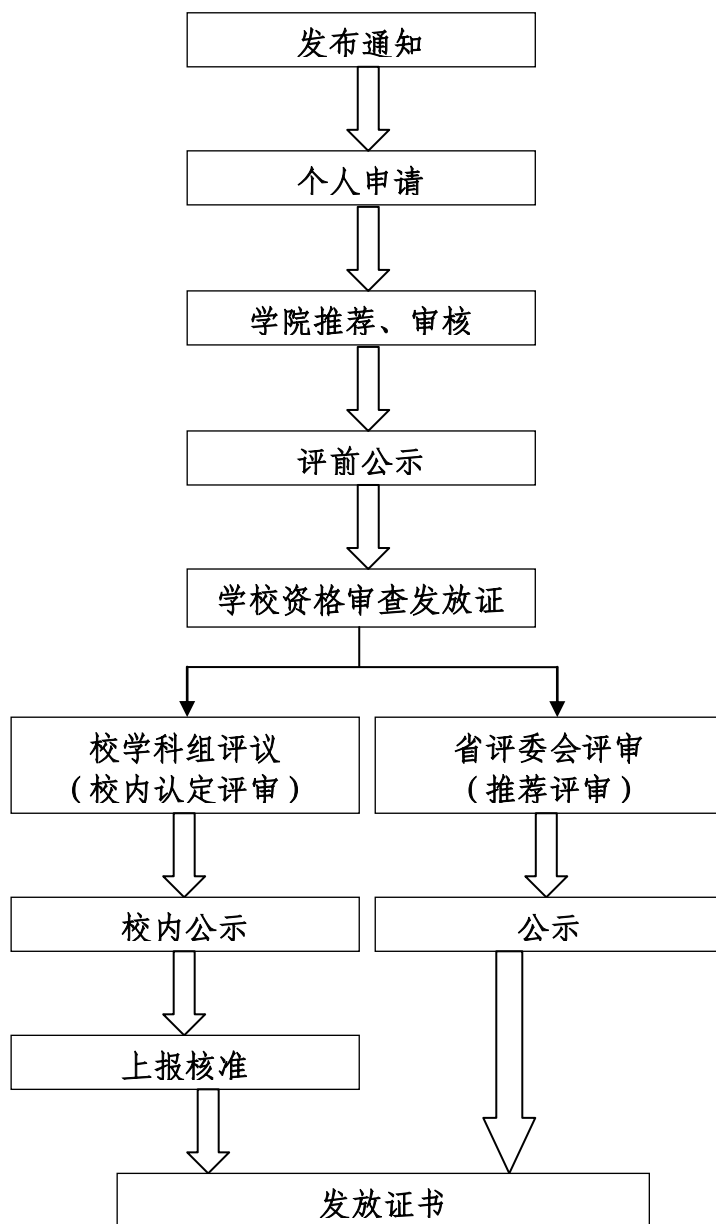 发布通知
个人申请
学院推荐、审核
评前公示
学校资格审查发放证
校学科组评议
（校内认定评审）
省评委会评审
（推荐评审）
校内公示
公示
上报核准
发放证书